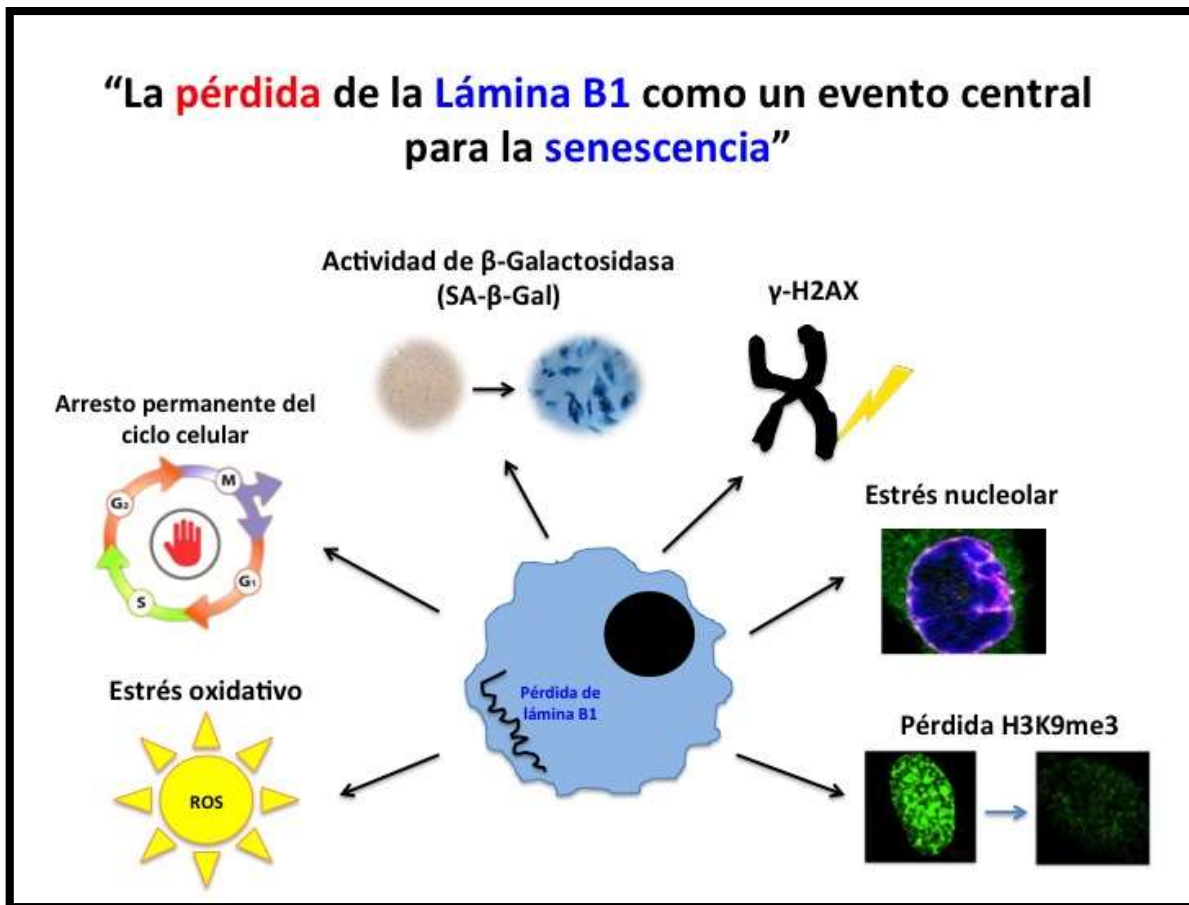 “La pérdida de la Lámina B1 como un evento central
para la senescencia”
Actividad de β-Galactosidasa
(SA-β-Gal)
γ-H2AX
Arresto permanente del
ciclo celular
M
G₂
G₁
S
Estrés nucleolar
Estrés oxidativo
ROS
Pérdida de
lámina B1
Pérdida H3K9me3